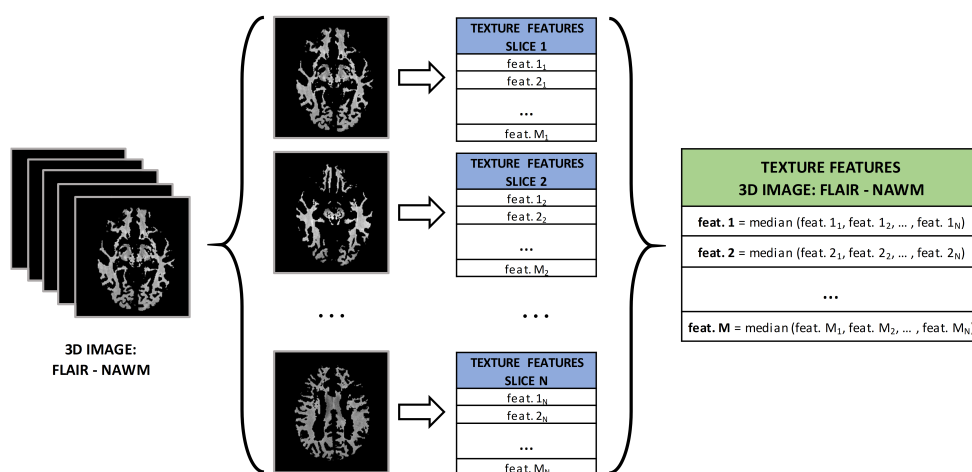 TEXTURE FEATURES
SLICE 1
feat. 1₁
feat. 2₁
...
feat. M₁
TEXTURE FEATURES
SLICE 2
feat. 1₂
feat. 2₂
...
feat. M₂
... ...
TEXTURE FEATURES
SLICE N
feat. 1ₙ
feat. 2ₙ
...
feat. Mₙ
3D IMAGE:
FLAIR - NAWM
TEXTURE FEATURES
3D IMAGE: FLAIR - NAWM
feat. 1 = median (feat. 1₁, feat. 1₂, ... , feat. 1ₙ)
feat. 2 = median (feat. 2₁, feat. 2₂, ... , feat. 2ₙ)
...
feat. M = median (feat. M₁, feat. M₂, ... , feat. Mₙ)